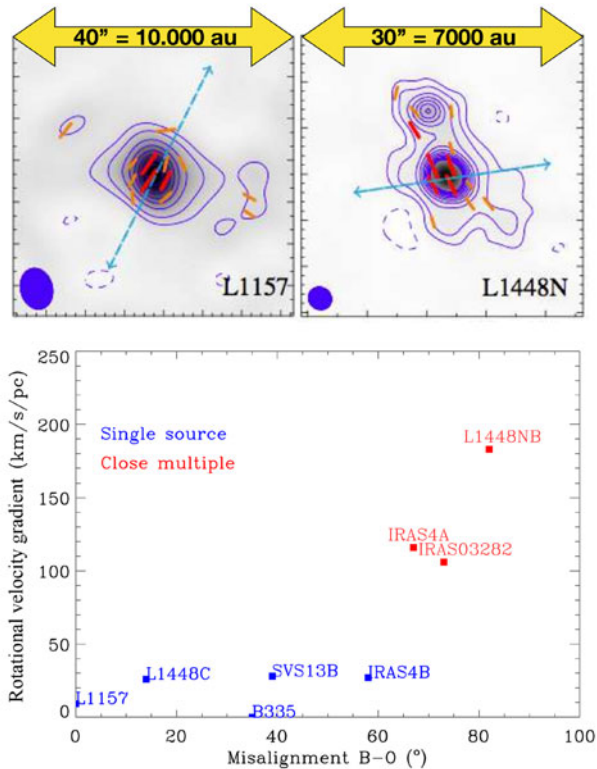 40” = 10.000 au
30” = 7000 au
L1157
L1448N
Rotational velocity gradient (km/s/pc)
250
200
150
100
50
0
Single source
Close multiple
L1448NB
IRAS4A
IRAS03282
L1448C
SVS13B
IRAS4B
L1157
B335
0
20
40
60
80
100
Misalignment B-O (°)